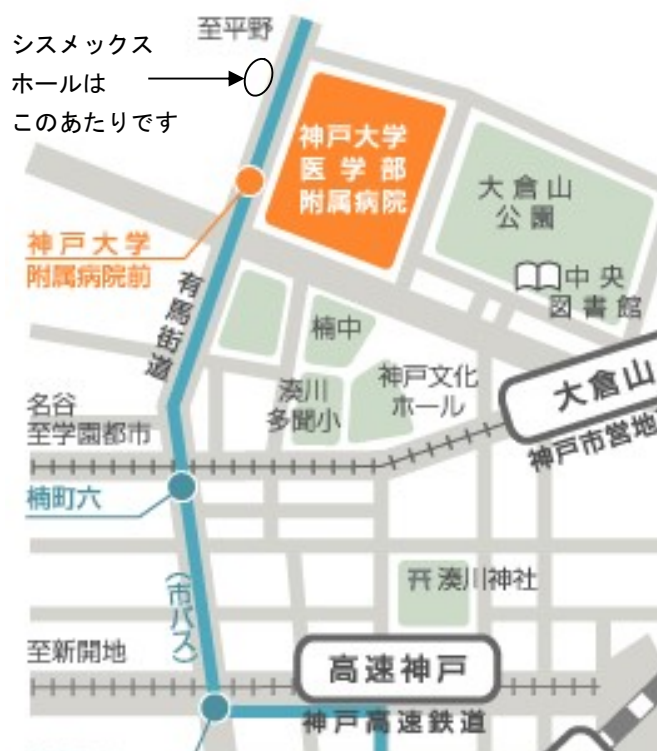 至平野
シスメックス
ホールは
このあたりです
神戸大学
医学部
附属病院
大倉山
公園
神戸大学
附属病院前
中央
図書館
有馬街道
楠中
湊川
多聞小
神戸文化
ホール
大倉山
神戸市営地
名谷
至学園都市
楠町六
(市バス)
湊川神社
至新開地
高速神戸
神戸高速鉄道